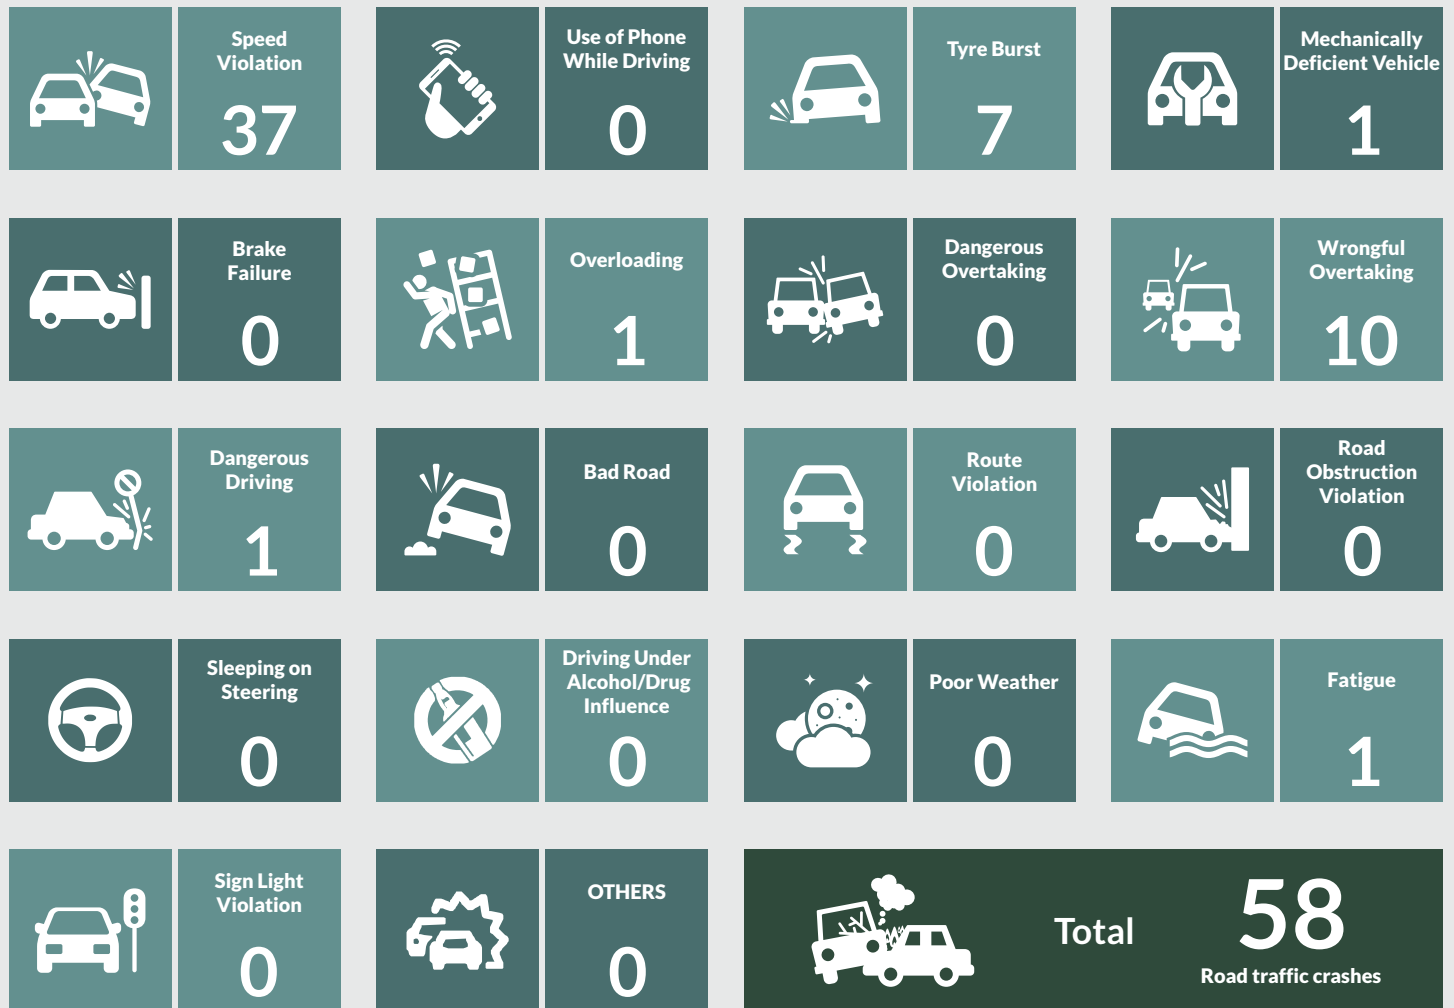 Speed
Violation
37
Use of Phone
While Driving
0
Tyre Burst
7
Mechanically
Deficient Vehicle
1
Brake
Failure
0
Overloading
1
Dangerous
Overtaking
0
Wrongful
Overtaking
10
Dangerous
Driving
1
Bad Road
0
Route
Violation
0
Road
Obstruction
Violation
0
Sleeping on
Steering
0
Driving Under
Alcohol/Drug
Influence
0
Poor Weather
0
Fatigue
1
Sign Light
Violation
0
OTHERS
0
Total
58
Road traffic crashes